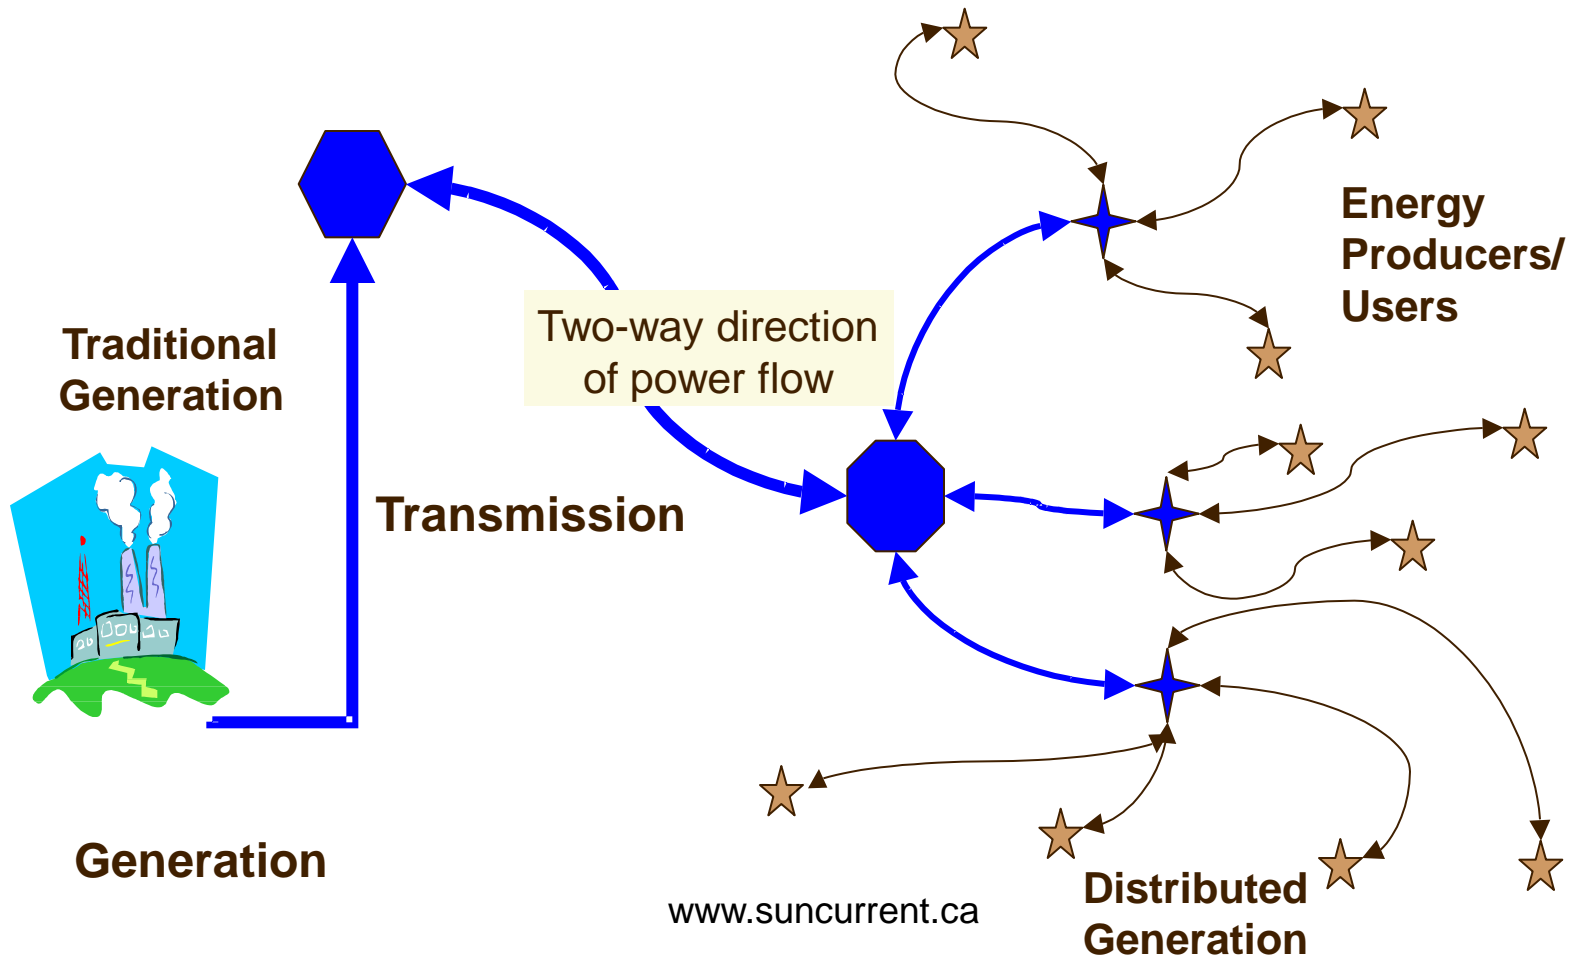 Energy
Producers/
Users
Two-way direction
of power flow
Traditional
Generation
Transmission
Generation
Distributed
Generation
www.suncurrent.ca